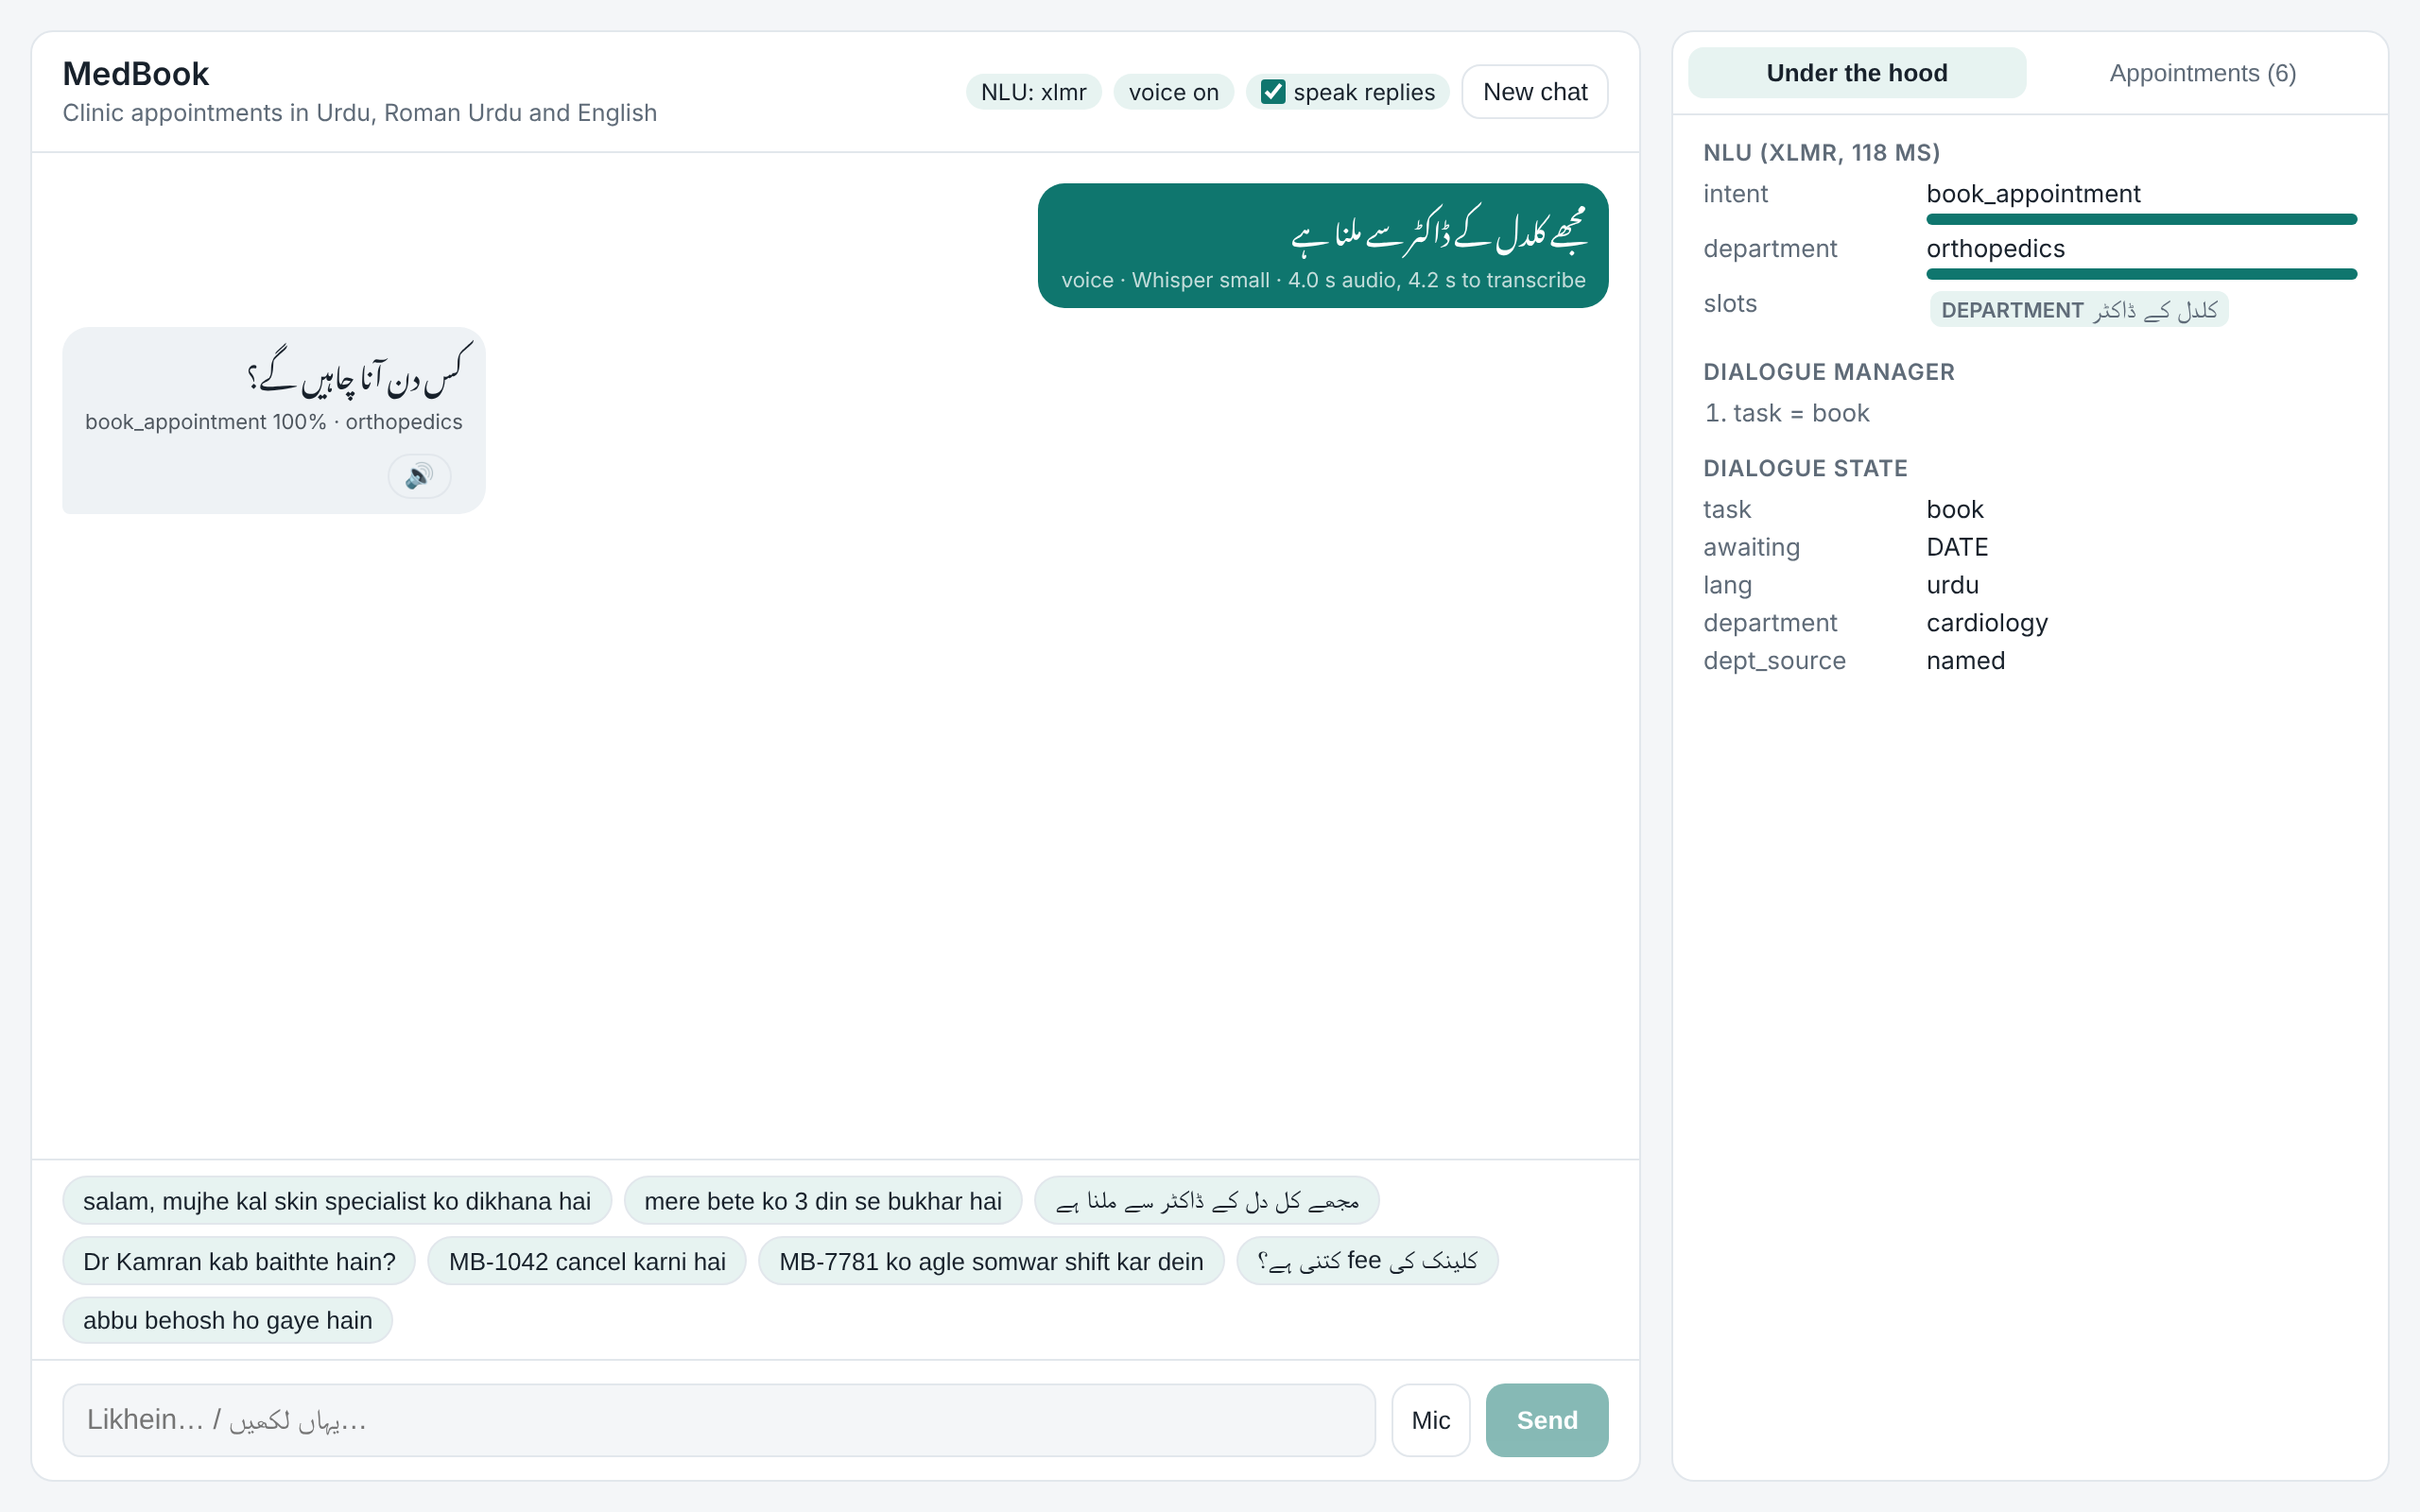 MedBook
Clinic appointments in Urdu, Roman Urdu and English
NLU: xlmr
voice on
speak replies
New chat
مجھے کلدل کے ڈاکٹر سے ملنا ہے
voice · Whisper small · 4.0 s audio, 4.2 s to transcribe
کس دن آنا چاہیں گے؟
book_appointment 100% · orthopedics
salam, mujhe kal skin specialist ko dikhana hai
mere bete ko 3 din se bukhar hai
مجھے کل دل کے ڈاکٹر سے ملنا ہے
Dr Kamran kab baithte hain?
MB-1042 cancel karni hai
MB-7781 ko agle somwar shift kar dein
کلینک کی fee کتنی ہے؟
abbu behosh ho gaye hain
Likhein… / یہاں لکھیں…
Mic
Send
Under the hood
Appointments (6)
NLU (XLMR, 118 MS)
intent book_appointment
department orthopedics
slots DEPARTMENT کلدل کے ڈاکٹر
DIALOGUE MANAGER
1. task = book
DIALOGUE STATE
task book
awaiting DATE
lang urdu
department cardiology
dept_source named